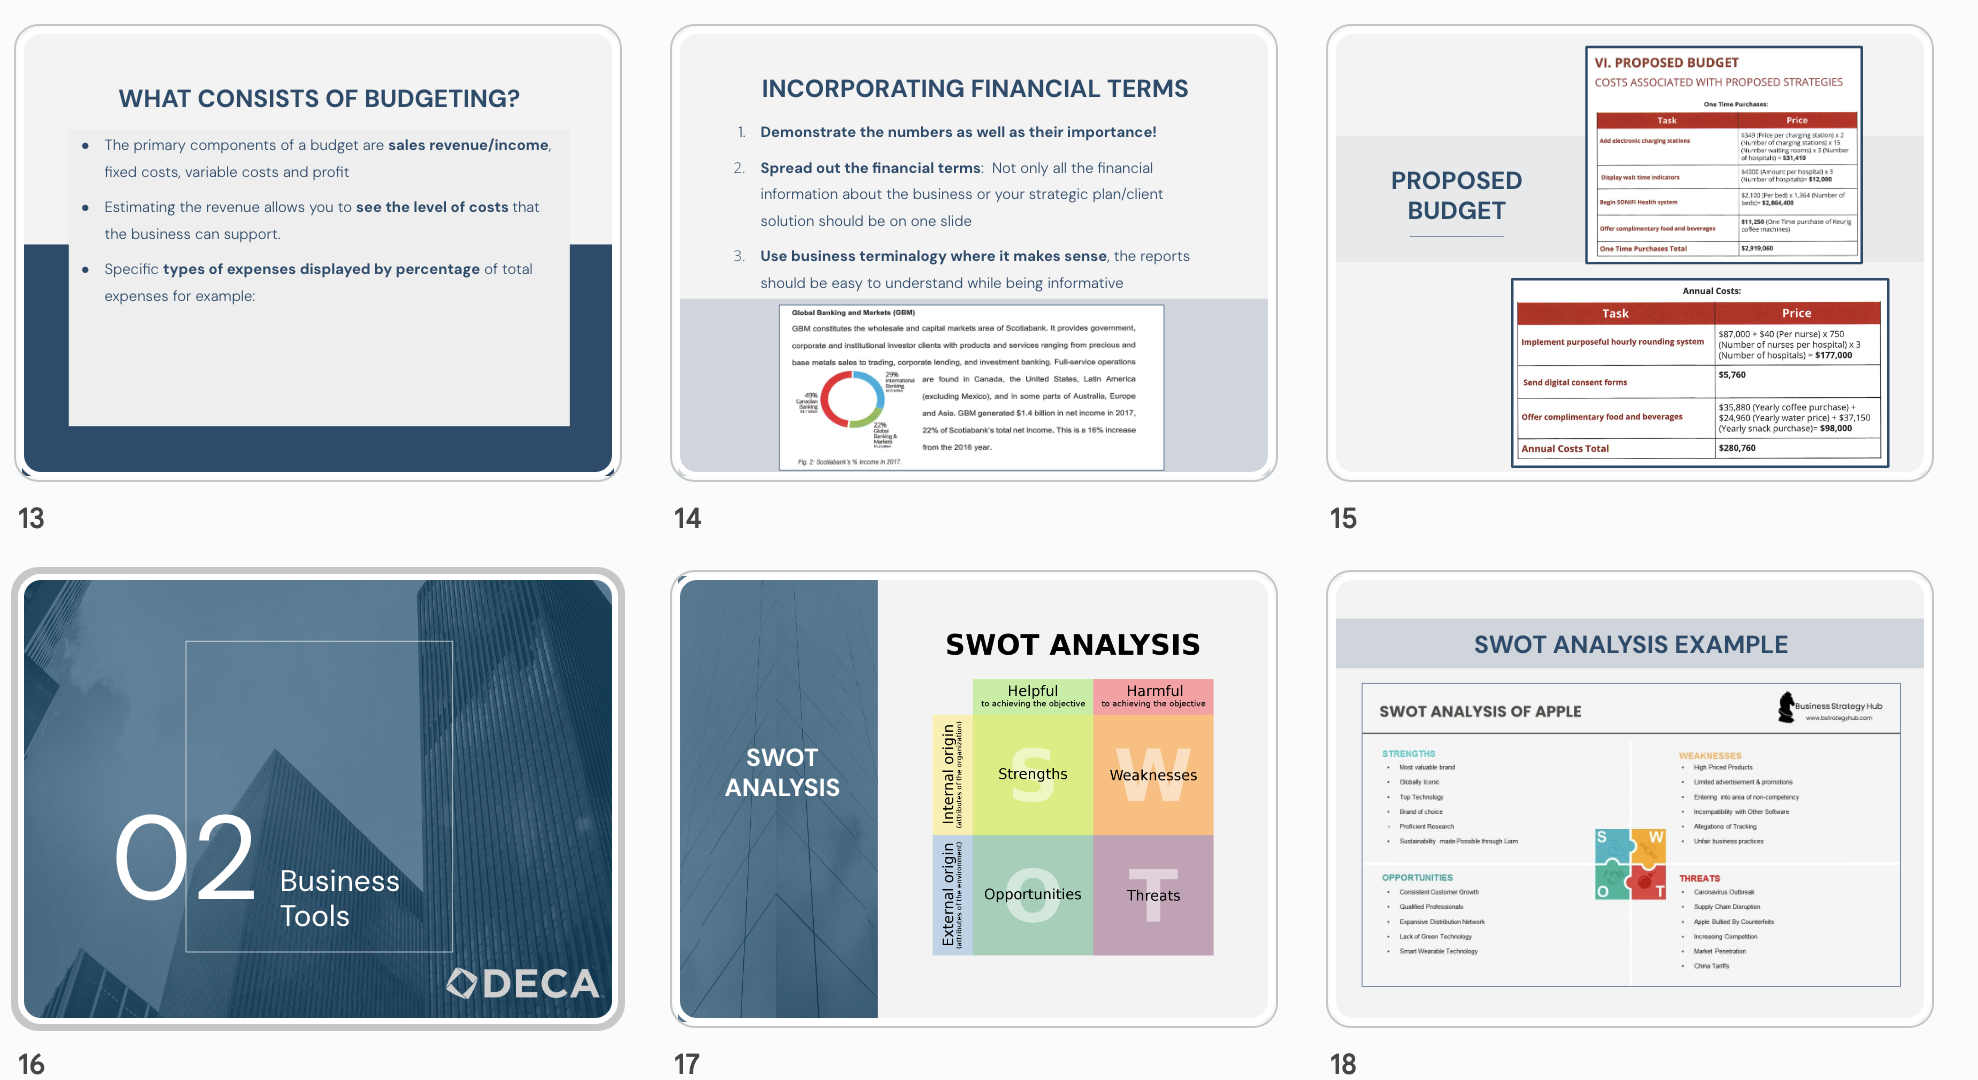 WHAT CONSISTS OF BUDGETING?
● The primary components of a budget are sales revenue/income,
fixed costs, variable costs and profit
● Estimating the revenue allows you to see the level of costs that
the business can support.
● Specific types of expenses displayed by percentage of total
expenses for example:
13
INCORPORATING FINANCIAL TERMS
1. Demonstrate the numbers as well as their importance!
2. Spread out the financial terms: Not only all the financial
information about the business or your strategic plan/client
solution should be on one slide
3. Use business terminalogy where it makes sense, the reports
should be easy to understand while being informative
Global Banking and Markets (GBM)
GBM constitutes the wholesale and capital markets area of Scotiabank. It provides government,
corporate and institutional investor clients with products and services ranging from precious and
base metals sales to trading, corporate lending, and investment banking. Full-service operations
are found in Canada, the United States, Latin America
(excluding Mexico), and in some parts of Australia, Europe
and Asia. GBM generated $1.4 billion in net income in 2017,
22% of Scotiabank's total net income. This is a 16% increase
from the 2016 year.
29%
International
Banking
49%
Canadian
Banking
22%
Global
Banking &
Markets
Fig. 2: Scotiabank's % income in 2017.
14
PROPOSED
BUDGET
VI. PROPOSED BUDGET
COSTS ASSOCIATED WITH PROPOSED STRATEGIES
One Time Purchases:
Task Price
Add electronic charging stations
$349 (Price per charging station) x 2
(Number of charging stations) x 15
(Number waiting rooms) x 3 (Number
of hospitals) = $31,410
Display wait time indicators
$4000 (Amount per hospital) x 3
(Number of hospitals)= $12,000
Begin SONIFI Health system
$2,100 (Per bed) x 1,364 (Number of
beds)= $2,864,400
Offer complimentary food and beverages
$11,250 (One Time purchase of Keurig
coffee machines)
One Time Purchases Total $2,919,060
Annual Costs:
Task Price
Implement purposeful hourly rounding system
$87,000 + $40 (Per nurse) x 750
(Number of nurses per hospital) x 3
(Number of hospitals) = $177,000
Send digital consent forms
$5,760
Offer complimentary food and beverages
$35,880 (Yearly coffee purchase) +
$24,960 (Yearly water price) + $37,150
(Yearly snack purchase)= $98,000
Annual Costs Total $280,760
15
02
Business
Tools
DECA
16
SWOT
ANALYSIS
SWOT ANALYSIS
Helpful
to achieving the objective
Harmful
to achieving the objective
Internal origin
(attributes of the organization)
S
Strengths
W
Weaknesses
External origin
(attributes of the environment)
O
Opportunities
T
Threats
17
SWOT ANALYSIS EXAMPLE
SWOT ANALYSIS OF APPLE
Business Strategy Hub
www.bstrategyhub.com
STRENGTHS
• Most valuable brand
• Globally Iconic
• Top Technology
• Brand of choice
• Proficient Research
• Sustainability made Possible through Liam
WEAKNESSES
• High Priced Products
• Limited advertisement & promotions
• Entering into area of non-competency
• Incompatibility with Other Software
• Allegations of Tracking
• Unfair business practices
S W
O T
OPPORTUNITIES
• Consistent Customer Growth
• Qualified Professionals
• Expansive Distribution Network
• Lack of Green Technology
• Smart Wearable Technology
THREATS
• Caronavirus Outbreak
• Supply Chain Disruption
• Apple Bullied By Counterfeits
• Increasing Competition
• Market Penetration
• China Tariffs
18